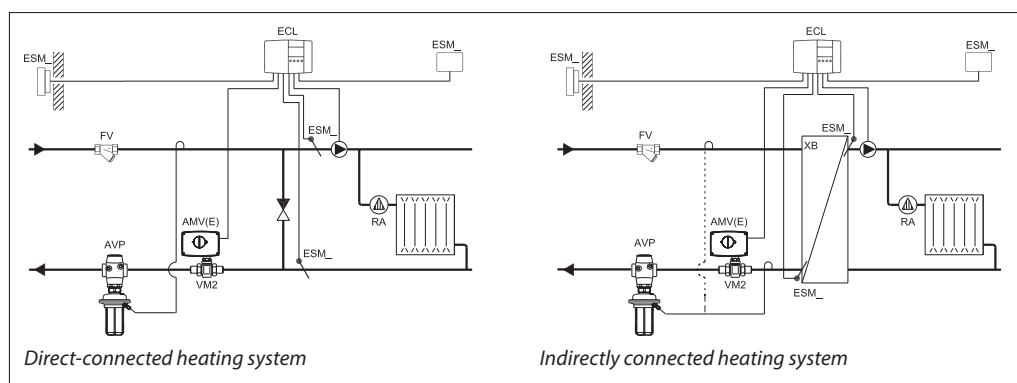 ECL
ESM_
ESM_
FV
ESM_
AMV(E)
RA
AVP
ESM_
VM2
Direct-connected heating system
ECL
ESM_
ESM_
FV
ESM_
XB
AMV(E)
RA
AVP
VM2
ESM_
Indirectly connected heating system